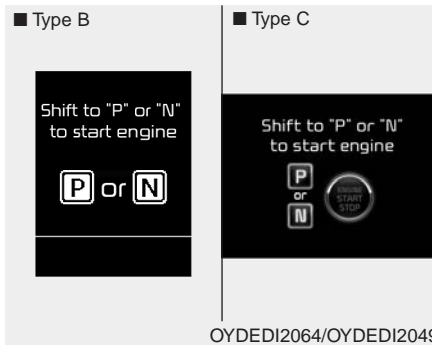 ■ Type B
Shift to "P" or "N"
to start engine
P or N
■ Type C
Shift to "P" or "N"
to start engine
P
or
N
ENGINE
START
STOP
OYDEDI2064/OYDEDI2049